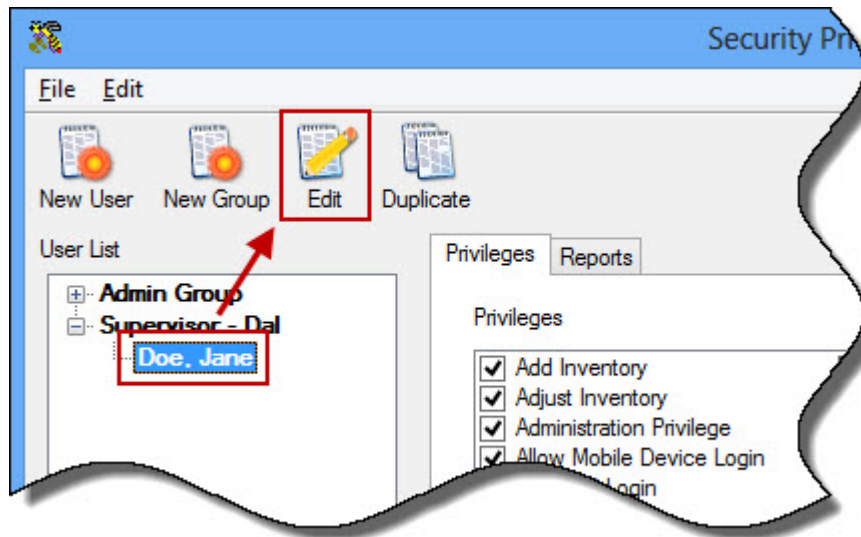 Security Pri
File Edit
New User New Group Edit Duplicate
User List
Admin Group
Supervisor - Dal
Doe, Jane
Privileges Reports
Privileges
Add Inventory
Adjust Inventory
Administration Privilege
Allow Mobile Device Login
Login